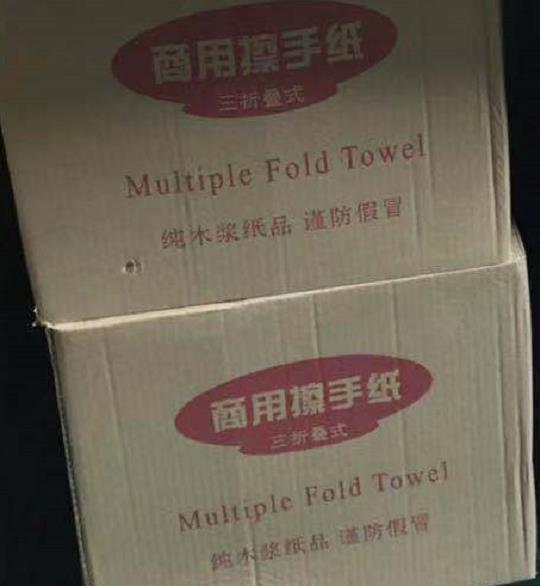 商用擦手纸
三折叠式
Multiple Fold Towel
纯木浆纸品 谨防假冒
商用擦手纸
三折叠式
Multiple Fold Towel
纯木浆纸品 谨防假冒